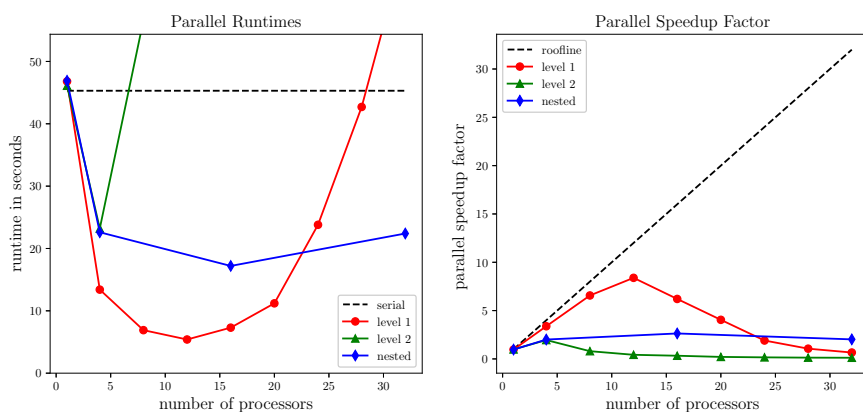 Parallel Runtimes
50
40
30
20
10
0
runtime in seconds
serial
level 1
level 2
nested
0 5 10 15 20 25 30
number of processors
Parallel Speedup Factor
30
25
20
15
10
5
0
parallel speedup factor
roofline
level 1
level 2
nested
0 5 10 15 20 25 30
number of processors